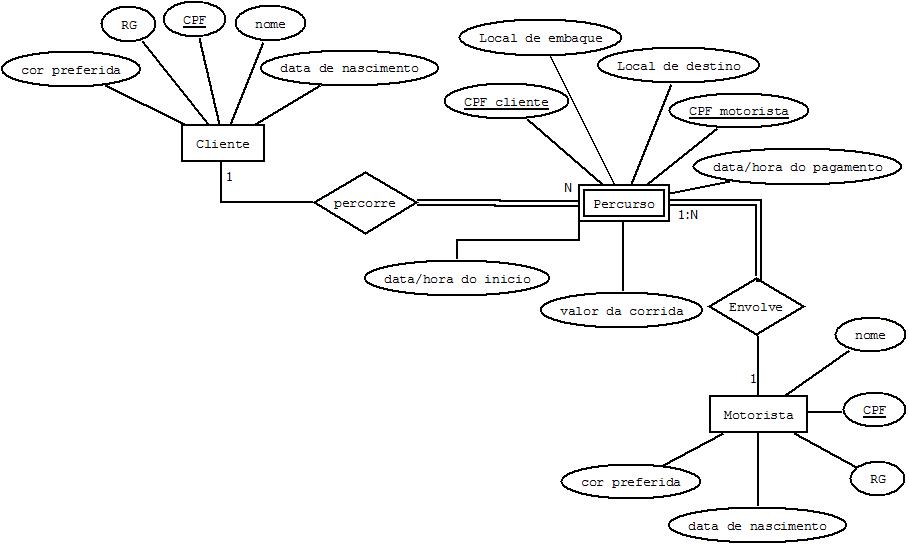 RG
CPF
nome
cor preferida
data de nascimento
Cliente
1
percorre
Local de embaque
Local de destino
CPF cliente
CPF motorista
data/hora do pagamento
N
Percurso
1:N
data/hora do inicio
valor da corrida
Envolve
1
nome
Motorista
CPF
cor preferida
RG
data de nascimento